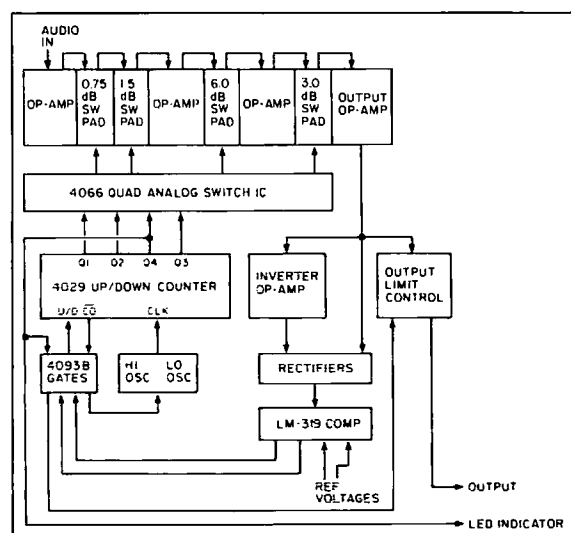 AUDIO
IN
OP-AMP
0.75
dB
SW
PAD
1.5
dB
SW
PAD
OP-AMP
6.0
dB
SW
PAD
OP-AMP
3.0
dB
SW
PAD
OUTPUT
OP-AMP
4066 QUAD ANALOG SWITCH IC
Q1 Q2 Q4 Q3
4029 UP/DOWN COUNTER
U/D CO CLK
INVERTER
OP-AMP
OUTPUT
LIMIT
CONTROL
4093B
GATES
HI LO
OSC OSC
RECTIFIERS
LM-319 COMP
REF
VOLTAGES
OUTPUT
LED INDICATOR